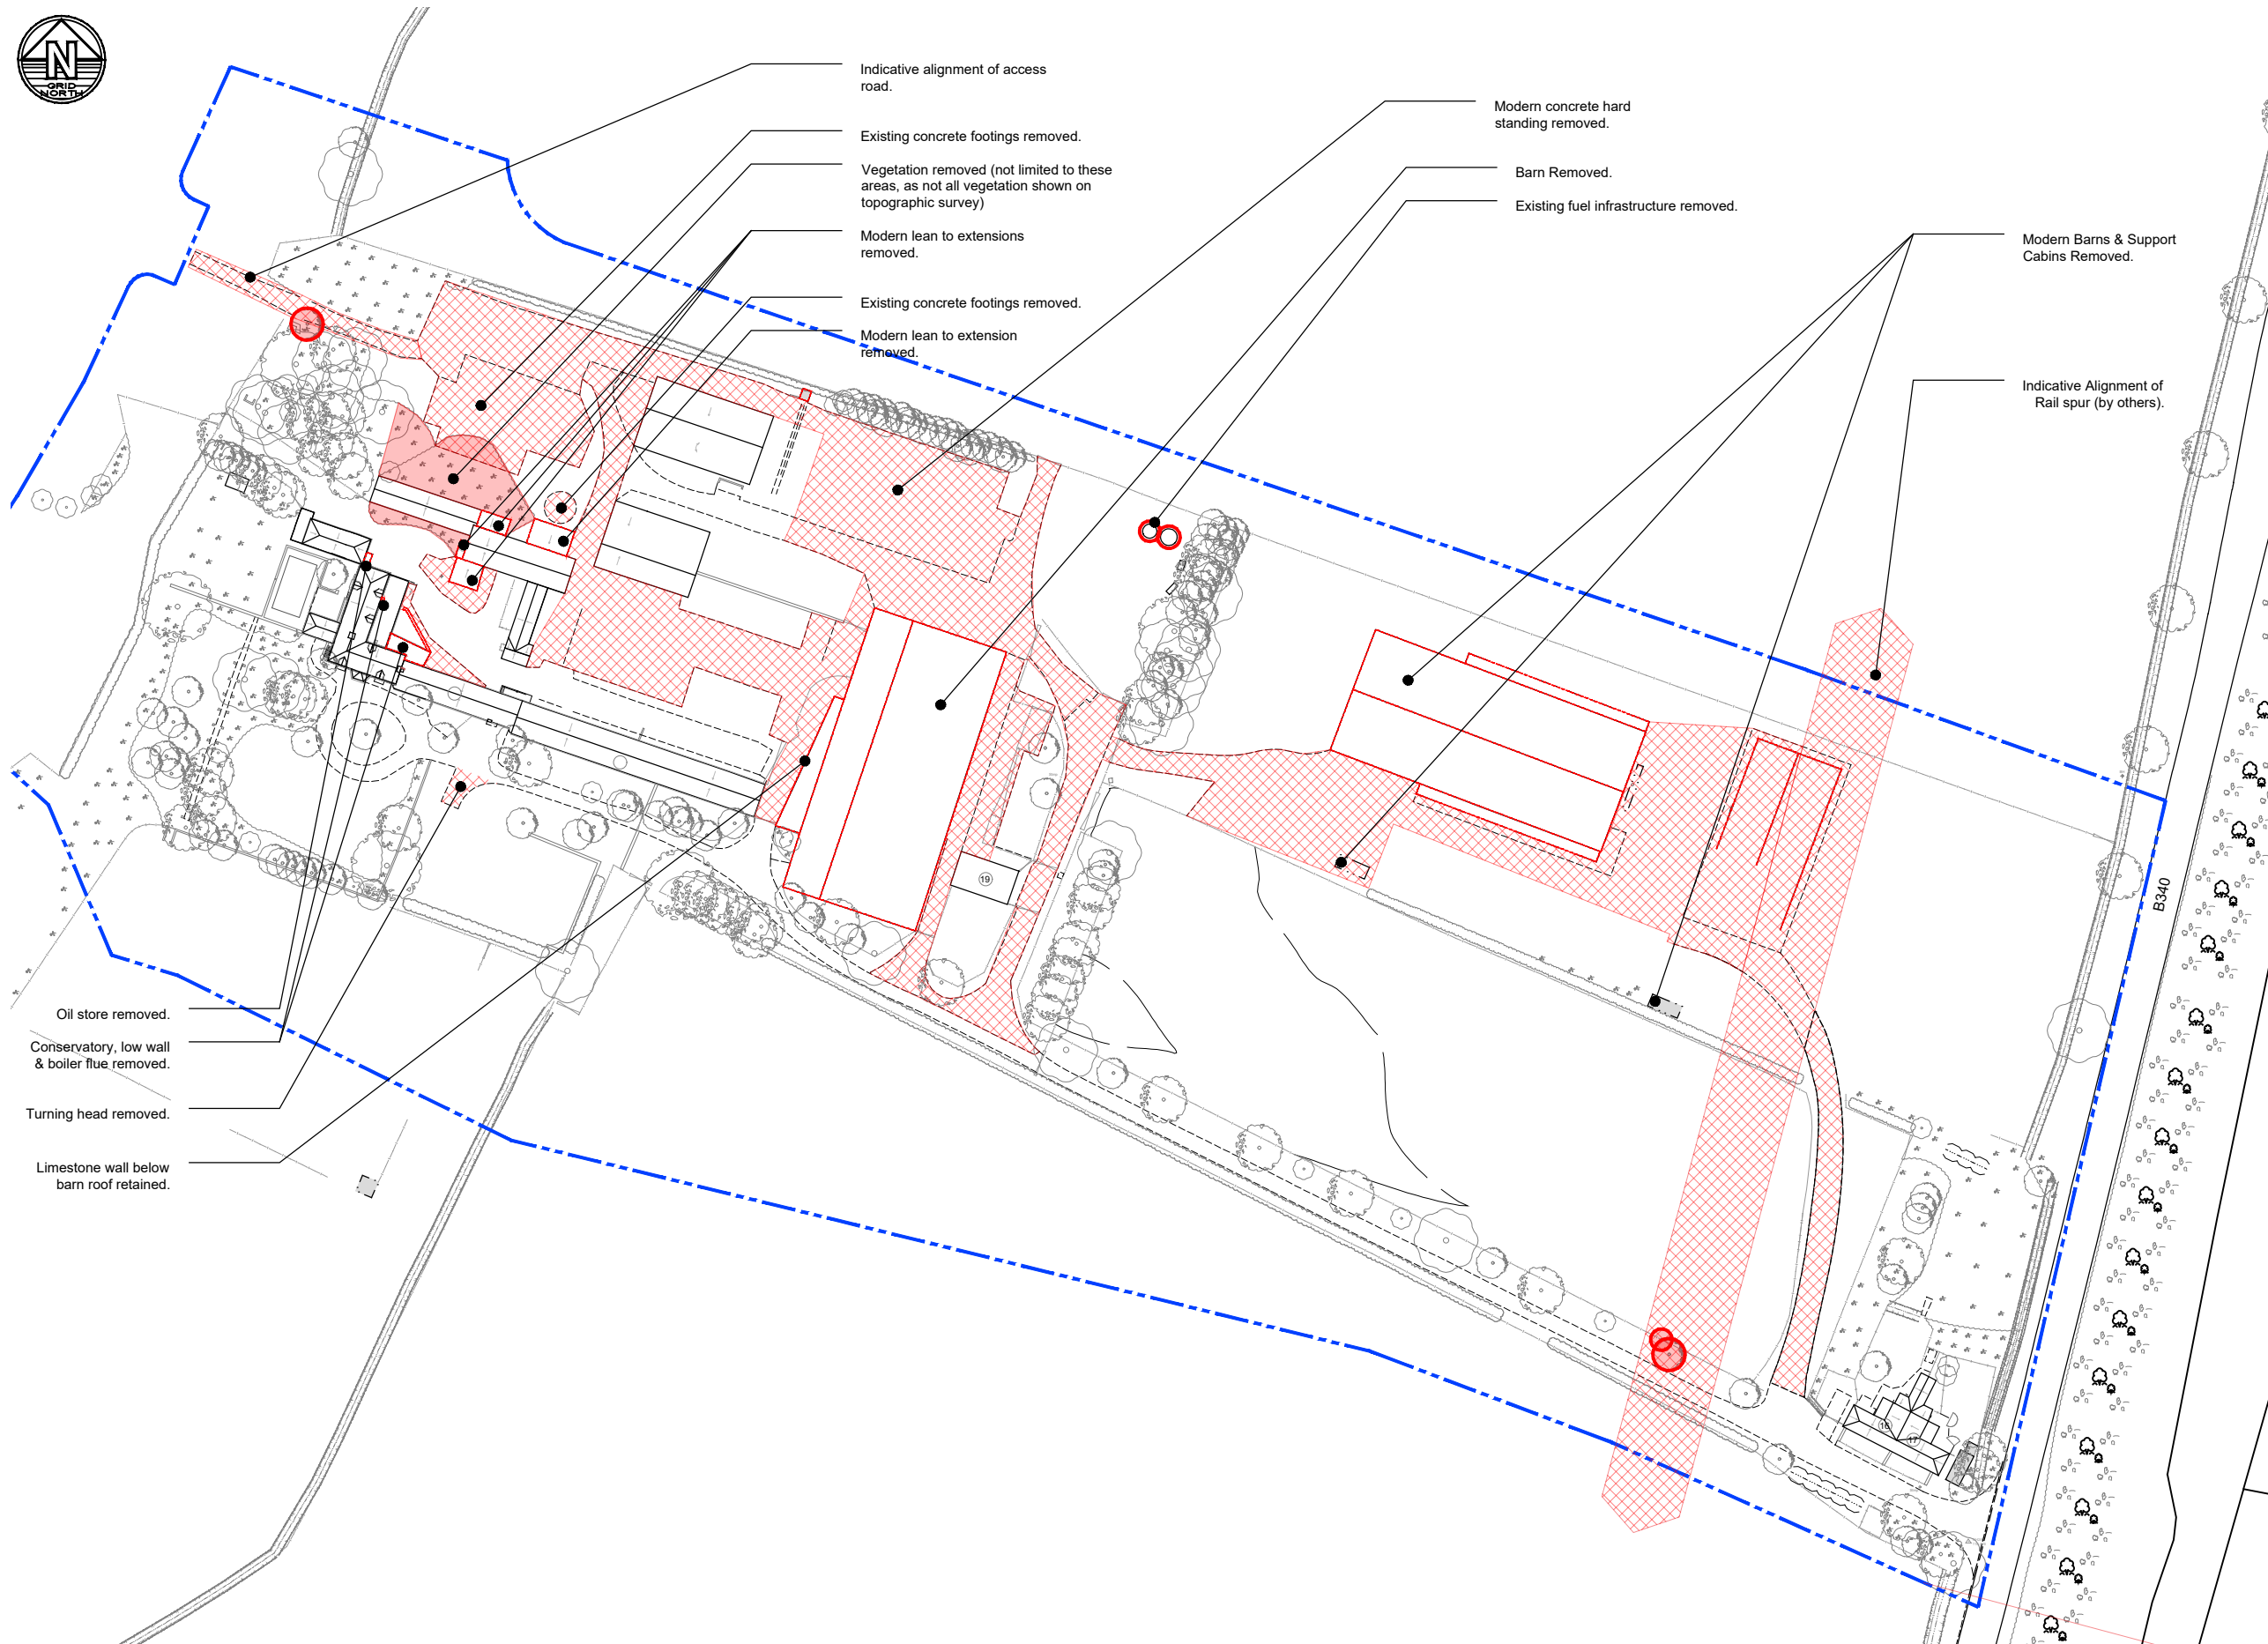 N
GRID
NORTH
Indicative alignment of access
road.
Existing concrete footings removed.
Vegetation removed (not limited to these
areas, as not all vegetation shown on
topographic survey)
Modern lean to extensions
removed.
Existing concrete footings removed.
Modern lean to extension
removed.
Modern concrete hard
standing removed.
Barn Removed.
Existing fuel infrastructure removed.
Modern Barns & Support
Cabins Removed.
Indicative Alignment of
Rail spur (by others).
B340
19
Oil store removed.
Conservatory, low wall
& boiler flue removed.
Turning head removed.
Limestone wall below
barn roof retained.
16
17